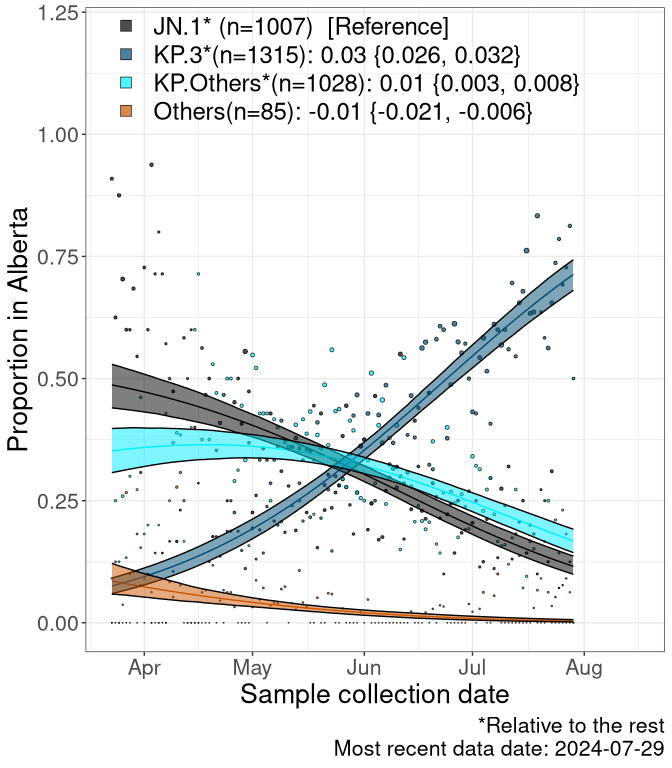 1.25
JN.1* (n=1007)  [Reference]
KP.3*(n=1315): 0.03 {0.026, 0.032}
KP.Others*(n=1028): 0.01 {0.003, 0.008}
Others(n=85): -0.01 {-0.021, -0.006}
1.00
0.75
0.50
0.25
0.00
Proportion in Alberta
Apr May Jun Jul Aug
Sample collection date
*Relative to the rest
Most recent data date: 2024-07-29